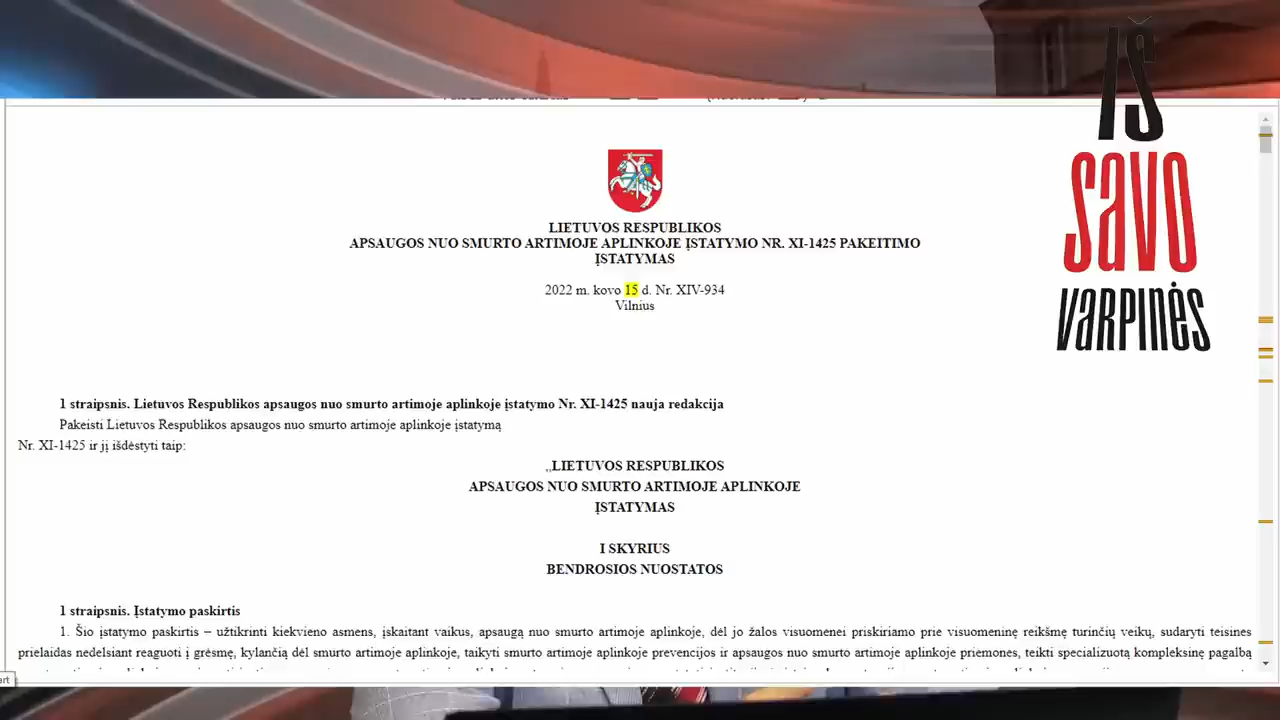 IŠ
SAVO
VARPINĖS
LIETUVOS RESPUBLIKOS
APSAUGOS NUO SMURTO ARTIMOJE APLINKOJE ĮSTATYMO NR. XI-1425 PAKEITIMO
ĮSTATYMAS
2022 m. kovo 15 d. Nr. XIV-934
Vilnius
1 straipsnis. Lietuvos Respublikos apsaugos nuo smurto artimoje aplinkoje įstatymo Nr. XI-1425 nauja redakcija
Pakeisti Lietuvos Respublikos apsaugos nuo smurto artimoje aplinkoje įstatymą
Nr. XI-1425 ir jį išdėstyti taip:
„LIETUVOS RESPUBLIKOS
APSAUGOS NUO SMURTO ARTIMOJE APLINKOJE
ĮSTATYMAS
I SKYRIUS
BENDROSIOS NUOSTATOS
1 straipsnis. Įstatymo paskirtis
1. Šio įstatymo paskirtis – užtikrinti kiekvieno asmens, įskaitant vaikus, apsaugą nuo smurto artimoje aplinkoje, dėl jo žalos visuomenei priskiriamo prie visuomeninę reikšmę turinčių veikų, sudaryti teisines
prielaidas nedelsiant reaguoti į grėsmę, kylančią dėl smurto artimoje aplinkoje, taikyti smurto artimoje aplinkoje prevencijos ir apsaugos nuo smurto artimoje aplinkoje priemones, teikti specializuotą kompleksinę pagalbą